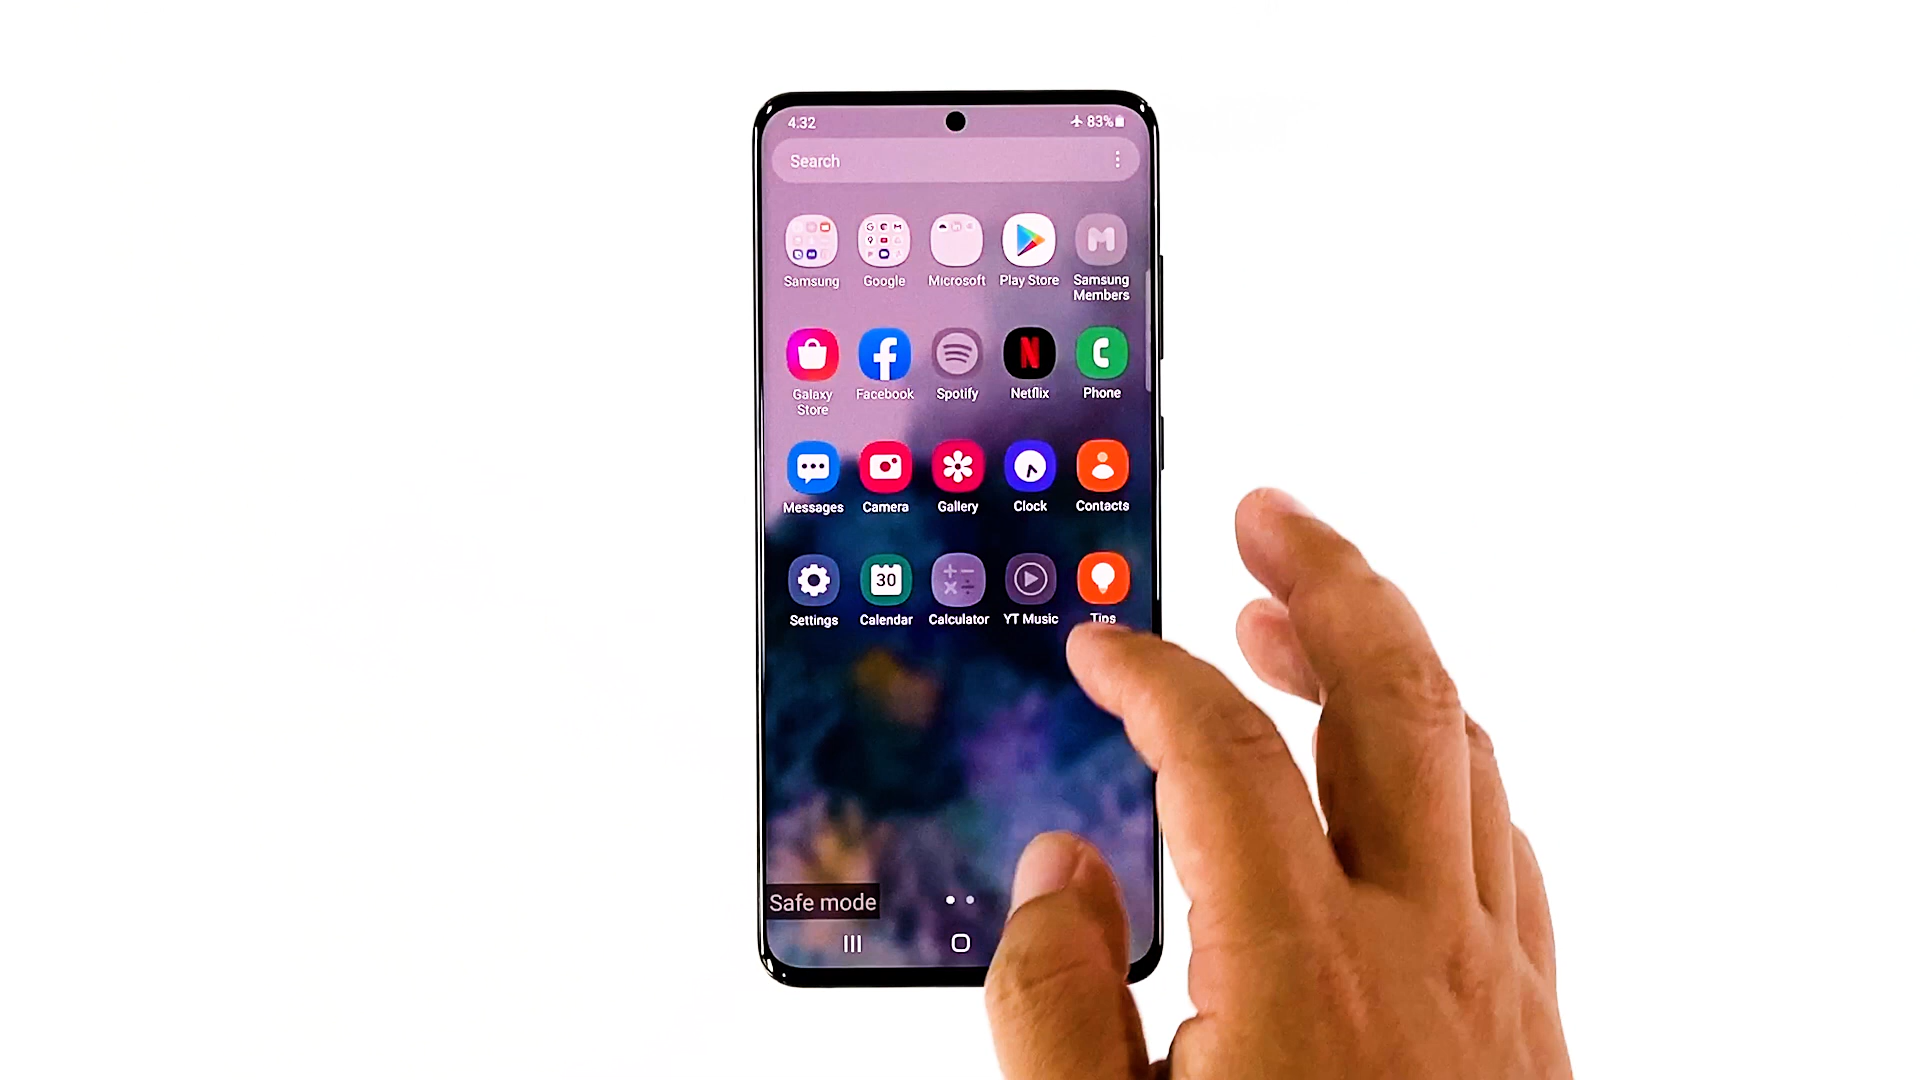 4:32
83%
Search
Samsung
Google
Microsoft
Play Store
Samsung
Members
Galaxy
Store
Facebook
Spotify
Netflix
Phone
Messages
Camera
Gallery
Clock
Contacts
30
Settings
Calendar
Calculator
YT Music
Tips
Safe mode